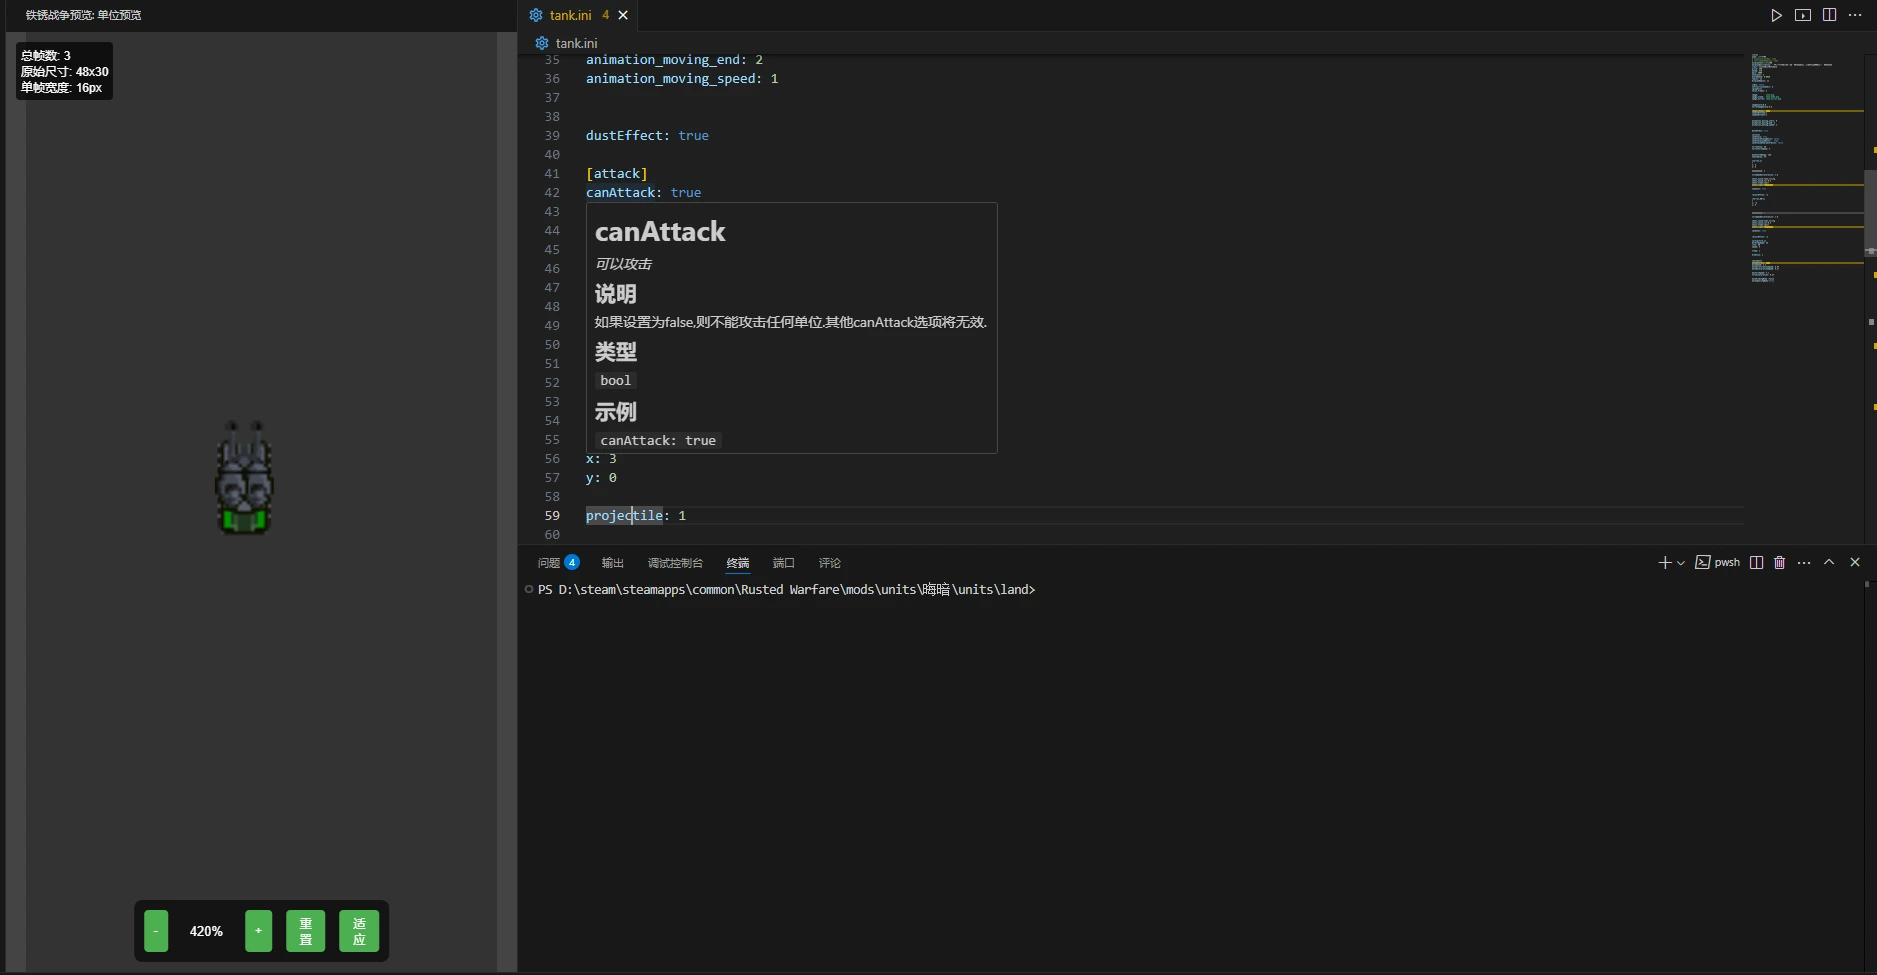 铁锈战争预览: 单位预览
总帧数: 3
原始尺寸: 48x30
单帧宽度: 16px
-
420%
+
重置
适应
tank.ini 4
tank.ini
35 animation_moving_end: 2
36 animation_moving_speed: 1
37
38
39 dustEffect: true
40
41 [attack]
42 canAttack: true
43
44
45
46
47
48
49
50
51
52
53
54
55
canAttack
可以攻击
说明
如果设置为false,则不能攻击任何单位.其他canAttack选项将无效.
类型
bool
示例
canAttack: true
56 x: 3
57 y: 0
58
59 projectile: 1
60
问题 4 输出 调试控制台 终端 端口 评论
pwsh
PS D:\steam\steamapps\common\Rusted Warfare\mods\units\晦暗\units\land>